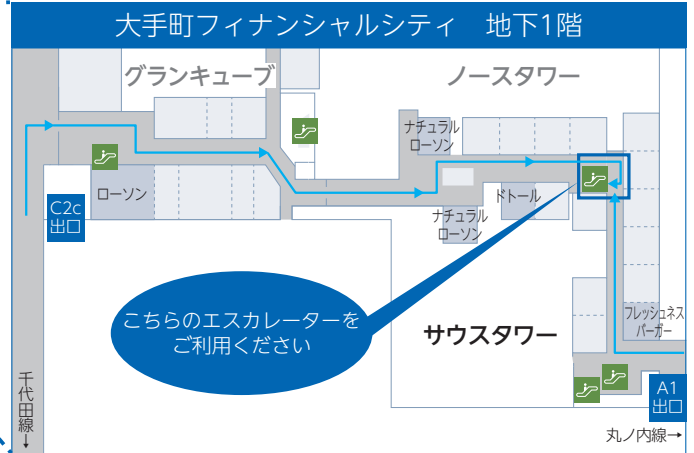 大手町フィナンシャルシティ 地下1階
グランキューブ
ノースタワー
ナチュラル
ローソン
ローソン
C2c
出口
ナチュラル
ローソン
ドトール
こちらのエスカレーターを
ご利用ください
サウスタワー
フレッシュネス
バーガー
千代田線↓
A1
出口
丸ノ内線→